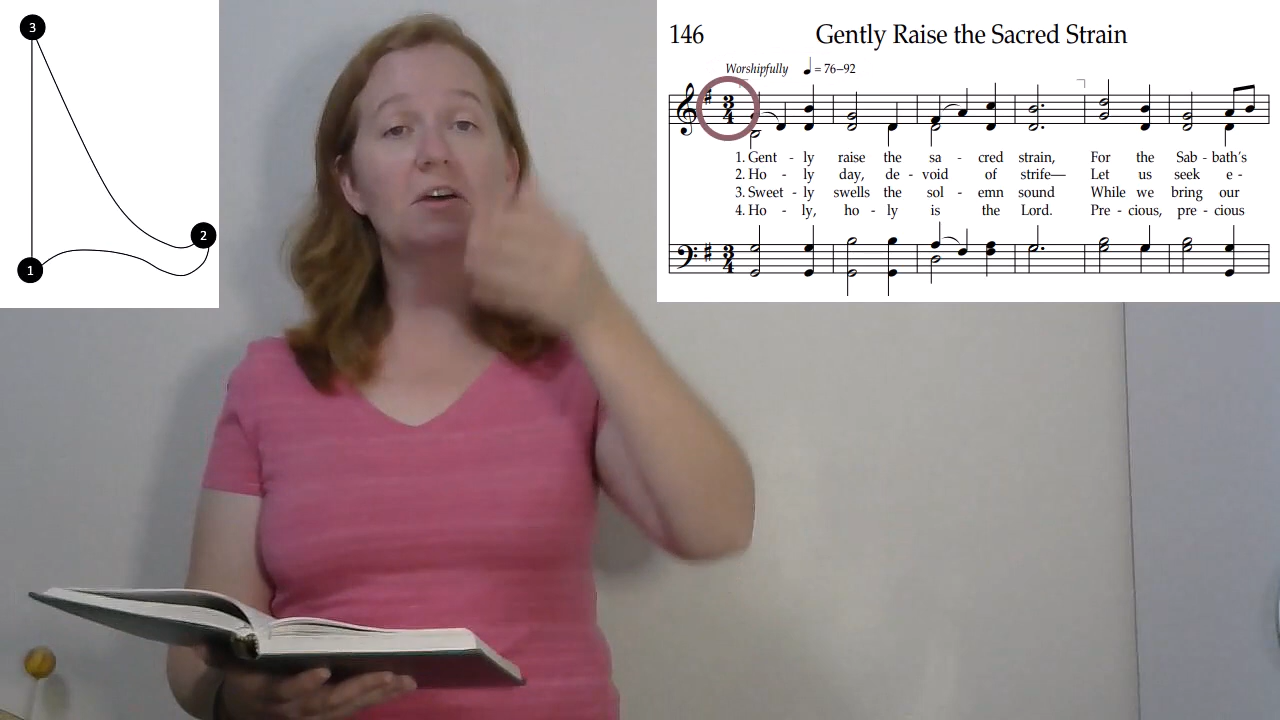 3
2
1
146 Gently Raise the Sacred Strain
Worshipfully ♩ = 76–92
3
4
1. Gent - ly raise the sa - cred strain, For the Sab - bath's
2. Ho - ly day, de - void of strife— Let us seek e -
3. Sweet - ly swells the sol - emn sound While we bring our
4. Ho - ly, ho - ly is the Lord. Pre - cious, pre - cious
3
4